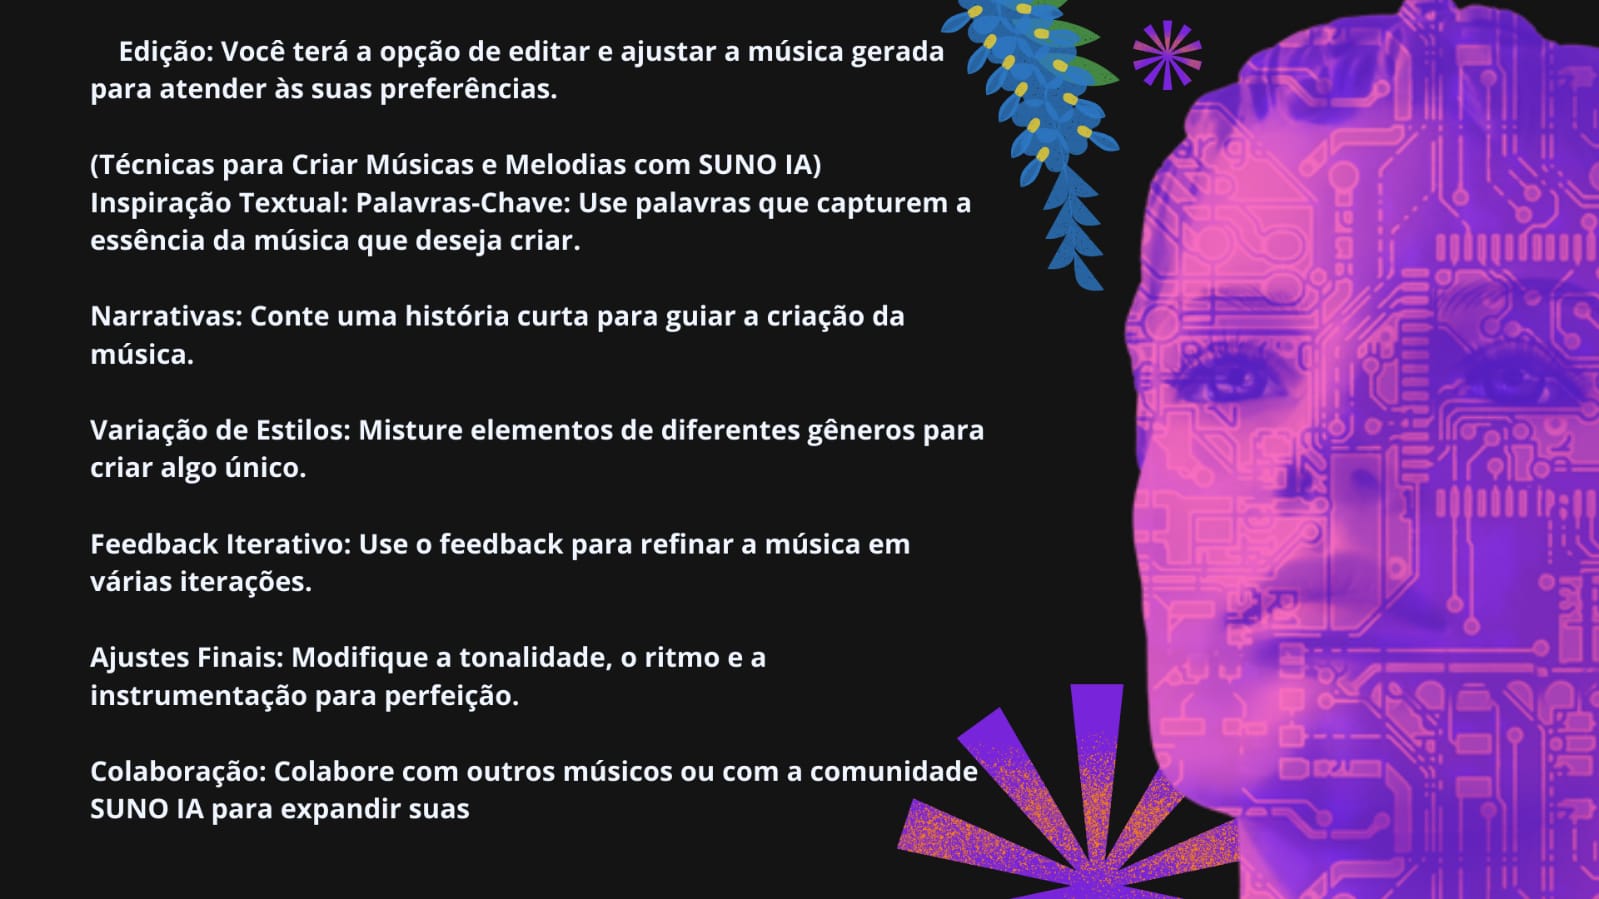 Edição: Você terá a opção de editar e ajustar a música gerada
para atender às suas preferências.
(Técnicas para Criar Músicas e Melodias com SUNO IA)
Inspiração Textual: Palavras-Chave: Use palavras que capturem a
essência da música que deseja criar.
Narrativas: Conte uma história curta para guiar a criação da
música.
Variação de Estilos: Misture elementos de diferentes gêneros para
criar algo único.
Feedback Iterativo: Use o feedback para refinar a música em
várias iterações.
Ajustes Finais: Modifique a tonalidade, o ritmo e a
instrumentação para perfeição.
Colaboração: Colabore com outros músicos ou com a comunidade
SUNO IA para expandir suas